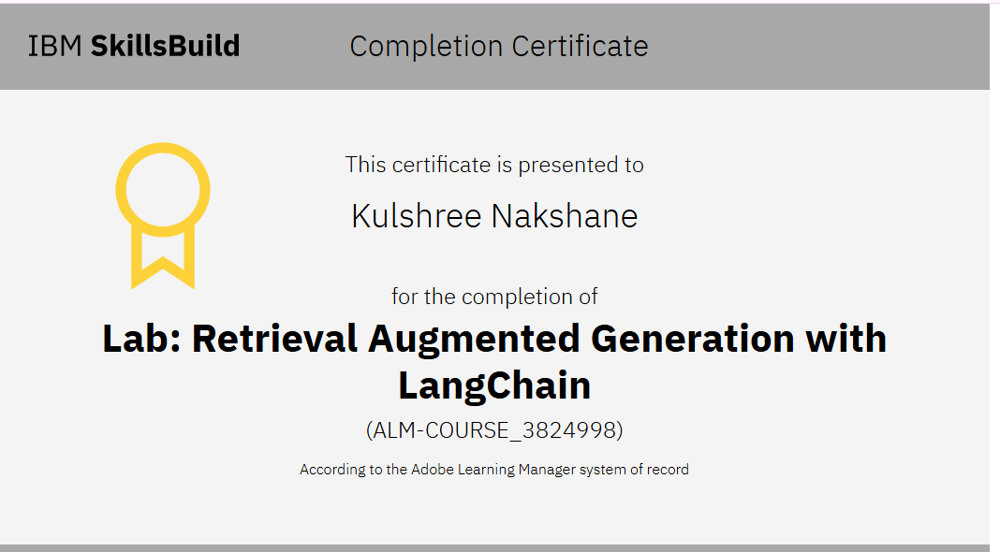 IBM SkillsBuild
Completion Certificate
This certificate is presented to
Kulshree Nakshane
for the completion of
Lab: Retrieval Augmented Generation with
LangChain
(ALM-COURSE_3824998)
According to the Adobe Learning Manager system of record